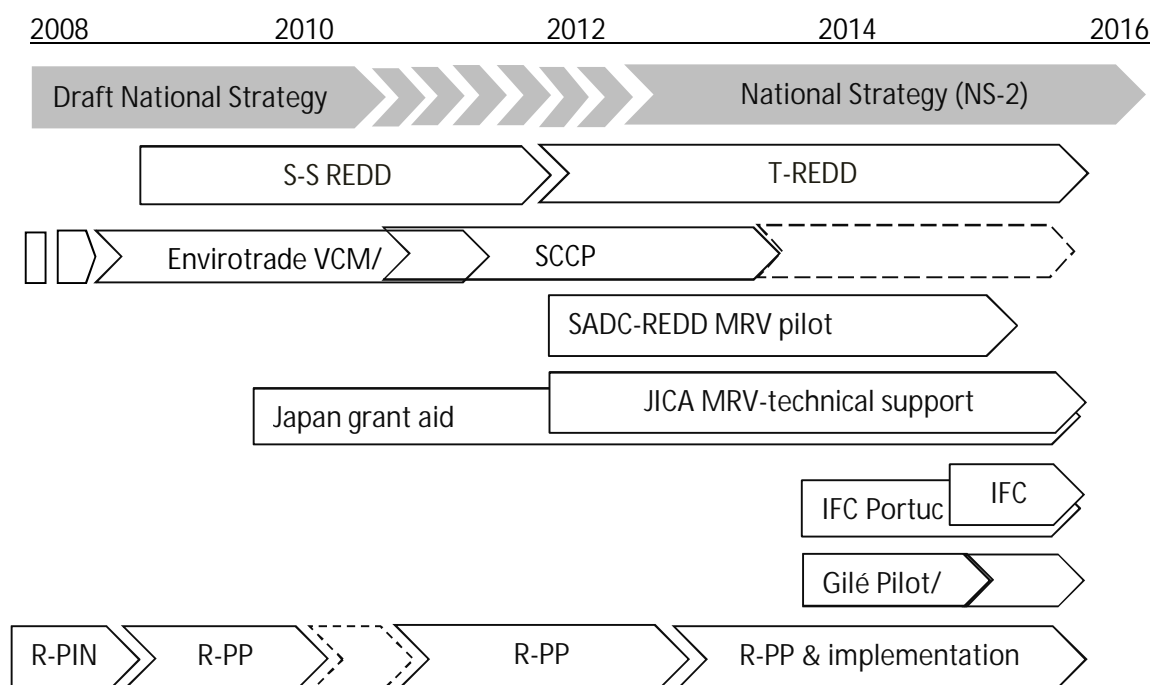 2008 2010 2012 2014 2016
Draft National Strategy National Strategy (NS-2)
S-S REDD T-REDD
Envirotrade VCM/ SCCP
SADC-REDD MRV pilot
JICA MRV-technical support
Japan grant aid
IFC
IFC Portuc
Gilé Pilot/
R-PIN R-PP R-PP R-PP & implementation